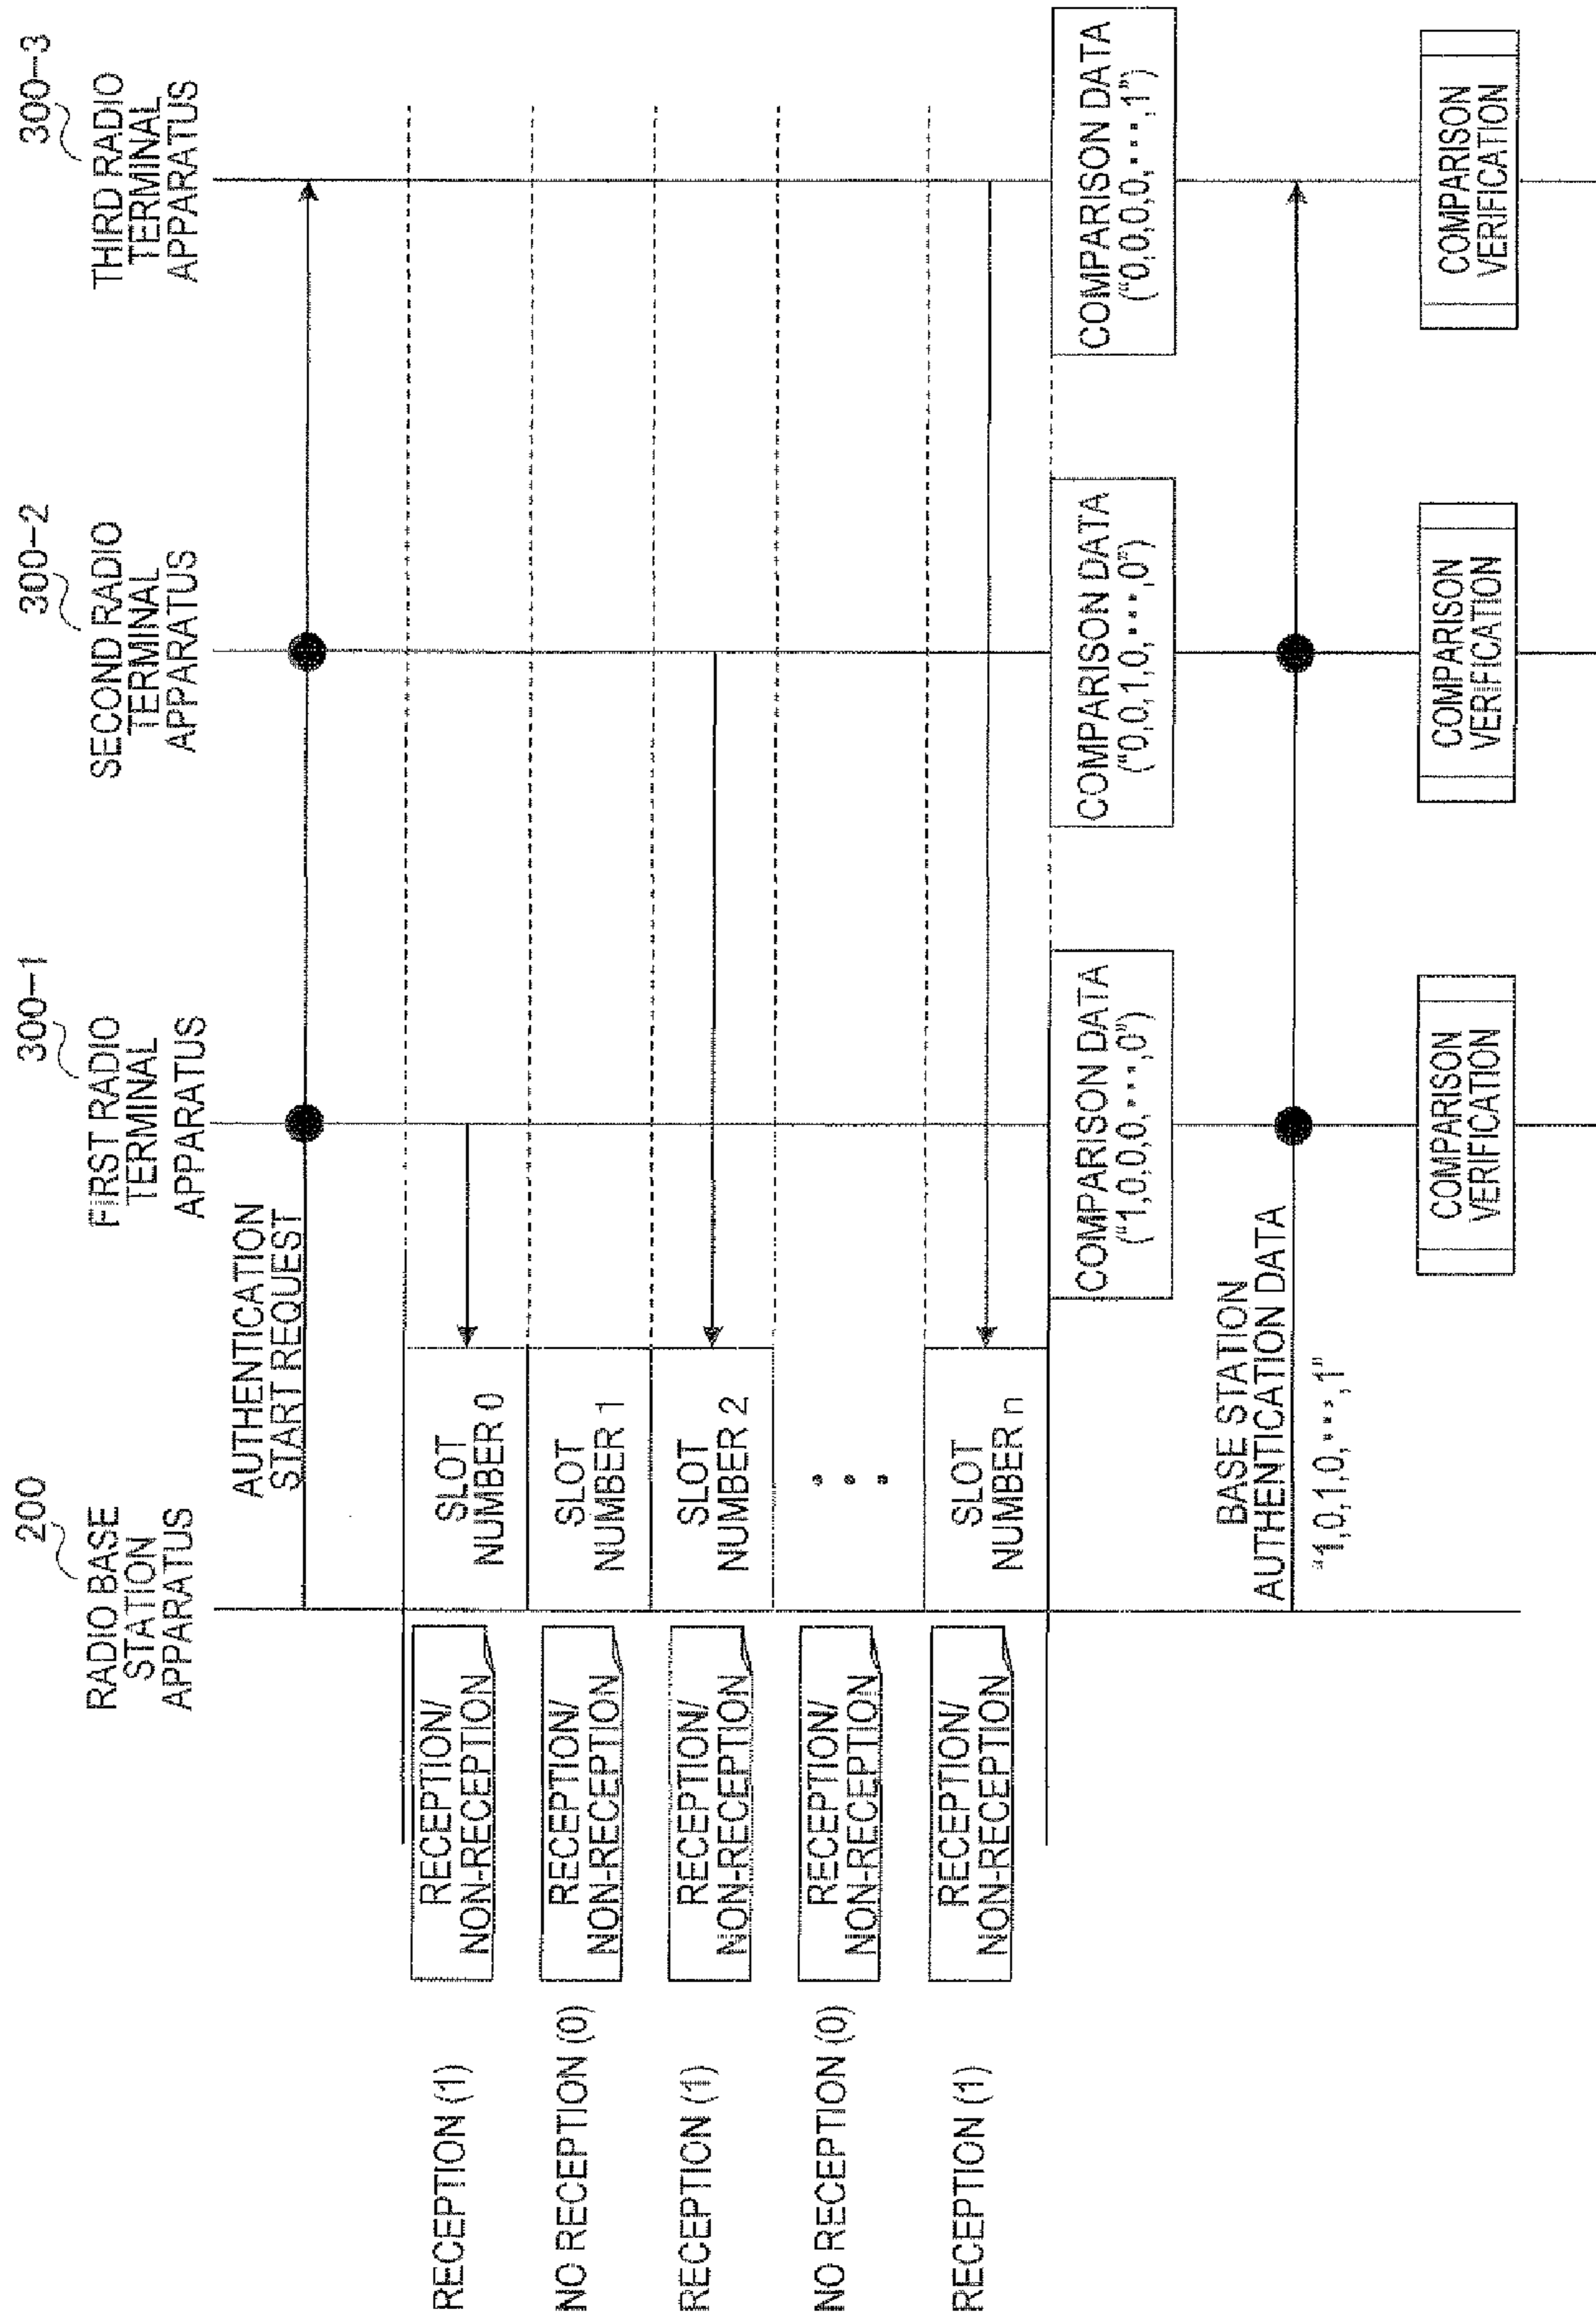 200
RADIO BASE
STATION
APPARATUS
300-1
FIRST RADIO
TERMINAL
APPARATUS
300-2
SECOND RADIO
TERMINAL
APPARATUS
300-3
THIRD RADIO
TERMINAL
APPARATUS
AUTHENTICATION
START REQUEST
RECEPTION (1)
RECEPTION/
NON-RECEPTION
SLOT
NUMBER 0
NO RECEPTION (0)
RECEPTION/
NON-RECEPTION
SLOT
NUMBER 1
RECEPTION (1)
RECEPTION/
NON-RECEPTION
SLOT
NUMBER 2
NO RECEPTION (0)
RECEPTION/
NON-RECEPTION
• • •
RECEPTION (1)
RECEPTION/
NON-RECEPTION
SLOT
NUMBER n
COMPARISON DATA
("1,0,0,0,•••,0")
COMPARISON DATA
("0,0,1,0,•••,0")
COMPARISON DATA
("0,0,0,0,•••,1")
BASE STATION
AUTHENTICATION DATA
"1,0,1,0,•••,1"
COMPARISON
VERIFICATION
COMPARISON
VERIFICATION
COMPARISON
VERIFICATION